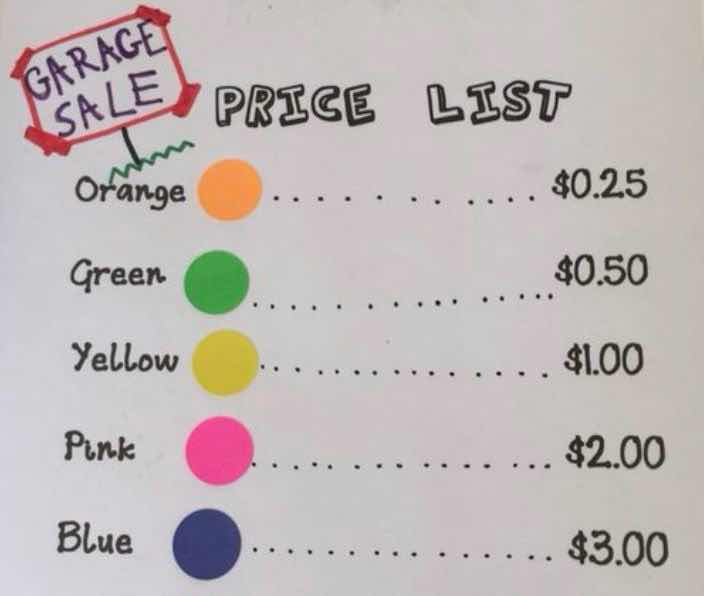 GARAGE
SALE
PRICE LIST
Orange . . . . . . . . . $0.25
Green . . . . . . . . . . . . . . . $0.50
Yellow . . . . . . . . . . . . . . $1.00
Pink . . . . . . . . . . . . . . $2.00
Blue . . . . . . . . . . . . . . . $3.00